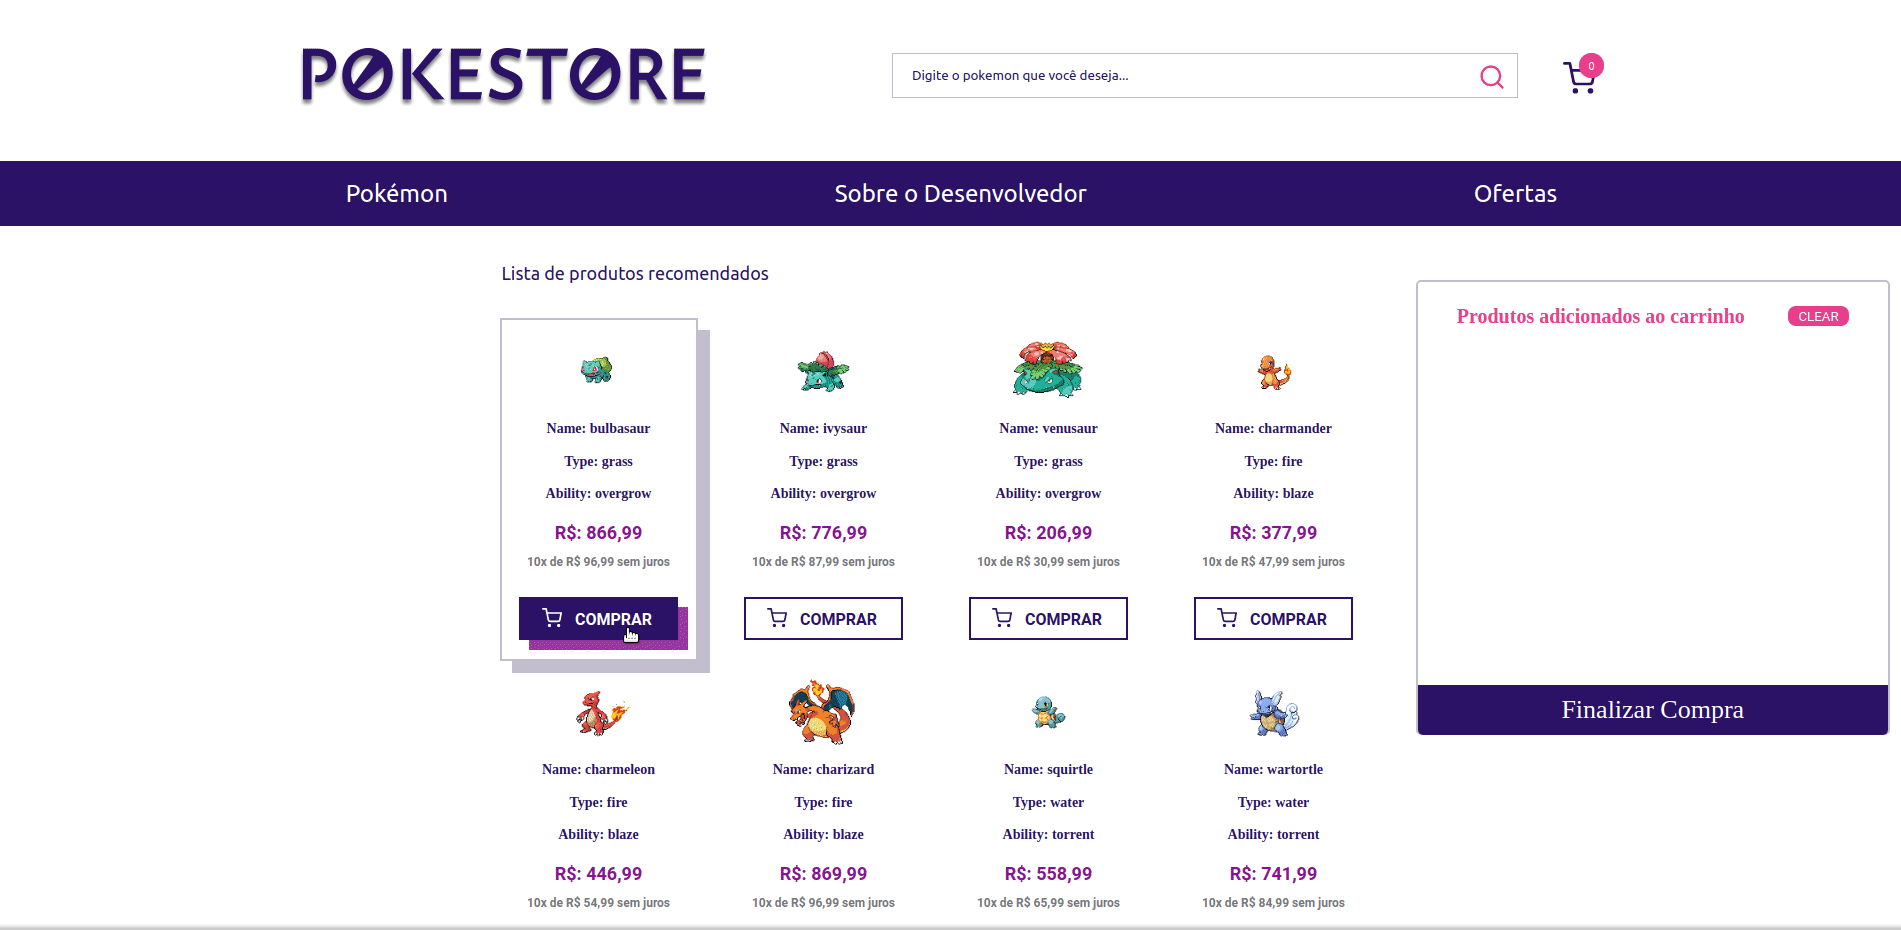 POKESTORE
Digite o pokemon que você deseja...
0
Pokémon
Sobre o Desenvolvedor
Ofertas
Lista de produtos recomendados
Name: bulbasaur
Type: grass
Ability: overgrow
R$: 866,99
10x de R$ 96,99 sem juros
COMPRAR
Name: ivysaur
Type: grass
Ability: overgrow
R$: 776,99
10x de R$ 87,99 sem juros
COMPRAR
Name: venusaur
Type: grass
Ability: overgrow
R$: 206,99
10x de R$ 30,99 sem juros
COMPRAR
Name: charmander
Type: fire
Ability: blaze
R$: 377,99
10x de R$ 47,99 sem juros
COMPRAR
Name: charmeleon
Type: fire
Ability: blaze
R$: 446,99
10x de R$ 54,99 sem juros
Name: charizard
Type: fire
Ability: blaze
R$: 869,99
10x de R$ 96,99 sem juros
Name: squirtle
Type: water
Ability: torrent
R$: 558,99
10x de R$ 65,99 sem juros
Name: wartortle
Type: water
Ability: torrent
R$: 741,99
10x de R$ 84,99 sem juros
Produtos adicionados ao carrinho
CLEAR
Finalizar Compra